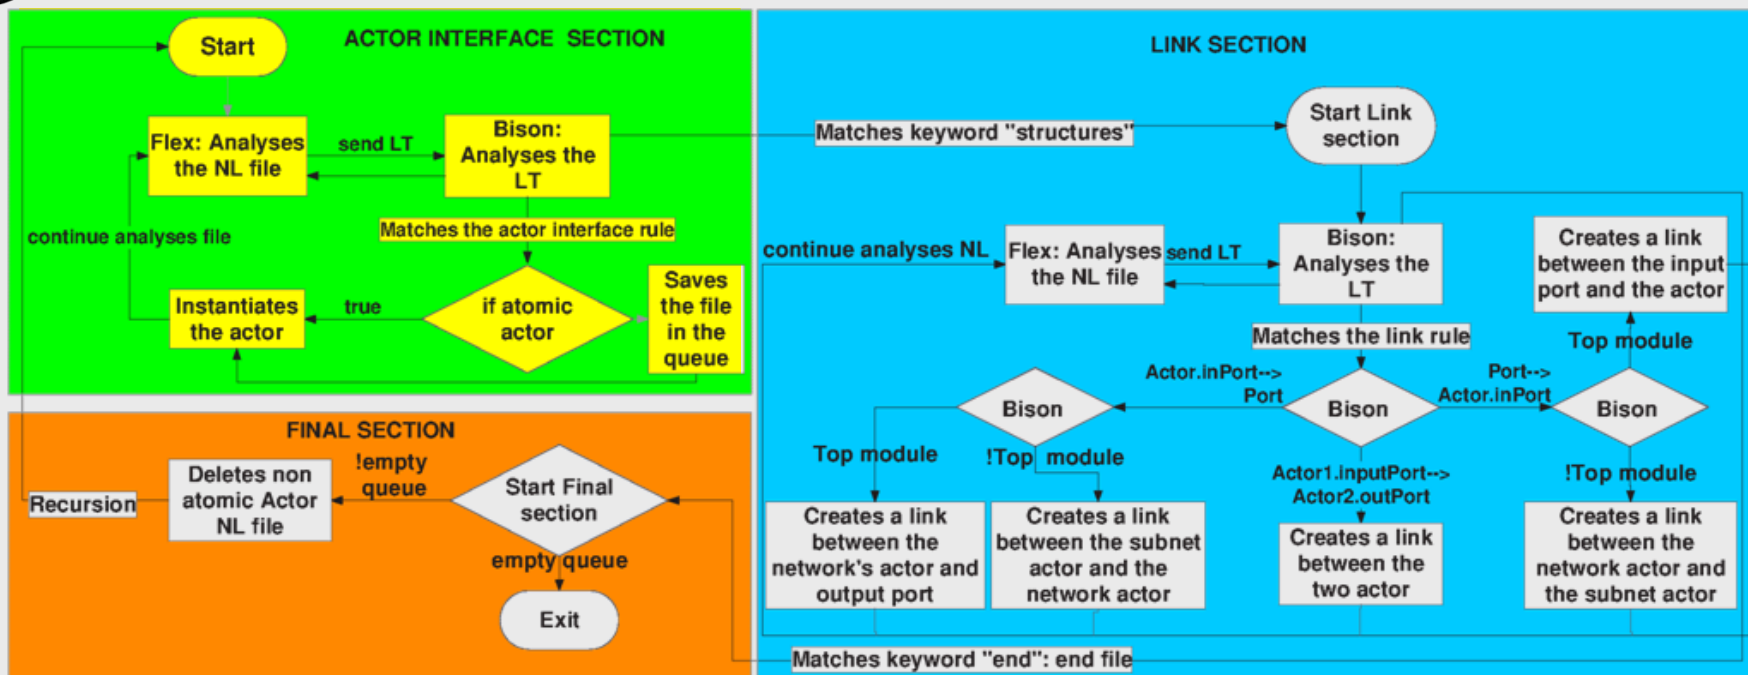 ACTOR INTERFACE SECTION
Start
Flex: Analyses
the NL file
send LT
Bison:
Analyses the
LT
Matches the actor interface rule
continue analyses file
Instantiates
the actor
true
if atomic
actor
Saves
the file
in the
queue
FINAL SECTION
Recursion
Deletes non
atomic Actor
NL file
!empty
queue
Start Final
section
empty queue
Exit
LINK SECTION
Matches keyword "structures"
Start Link
section
continue analyses NL
Flex: Analyses
the NL file
send LT
Bison:
Analyses the
LT
Creates a link
between the input
port and the actor
Matches the link rule
Top module
Actor.inPort-->
Port
Port-->
Actor.inPort
Bison
Bison
Bison
Top module
!Top module
Actor1.inputPort-->
Actor2.outPort
!Top module
Creates a link
between the
network's actor and
output port
Creates a link
between the subnet
actor and the
network actor
Creates a link
between the
two actor
Creates a link
between the
network actor and
the subnet actor
Matches keyword "end": end file